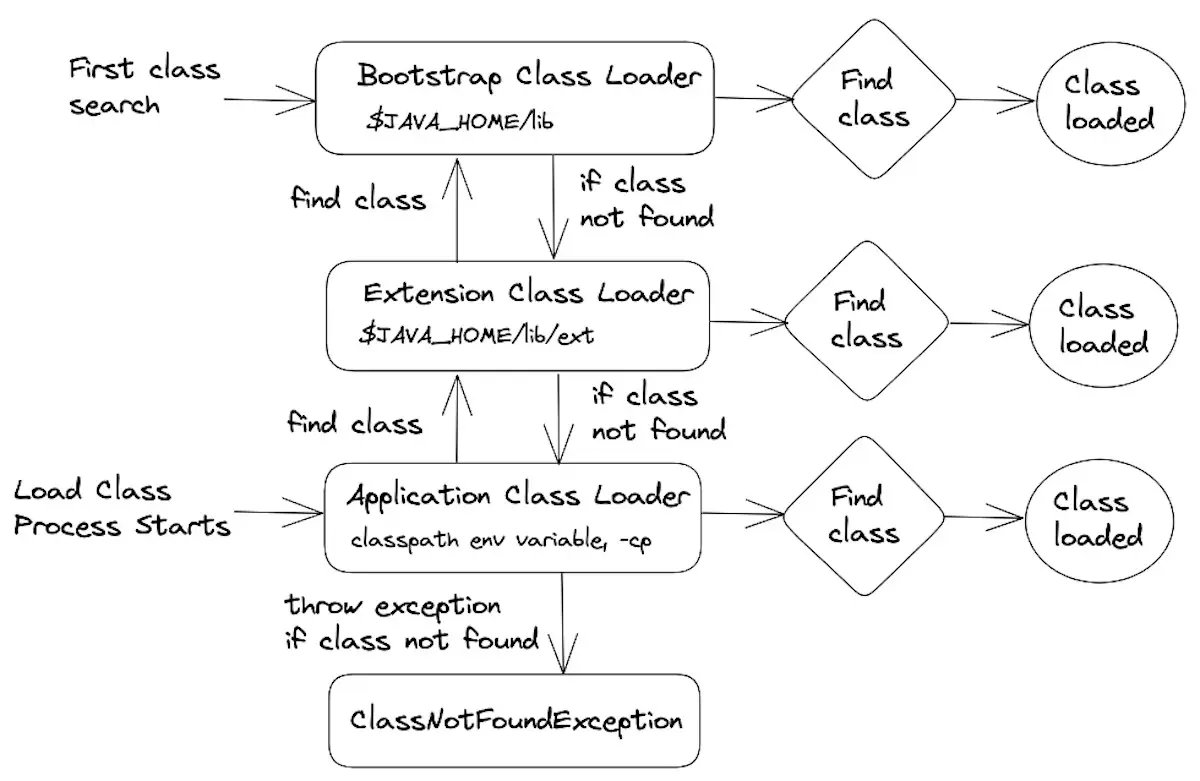 First class
search
Bootstrap Class Loader
$JAVA_HOME/lib
Find
class
Class
loaded
find class
if class
not found
Extension Class Loader
$JAVA_HOME/lib/ext
Find
class
Class
loaded
find class
if class
not found
Load Class
Process Starts
Application Class Loader
classpath env variable, -cp
Find
class
Class
loaded
throw exception
if class not found
ClassNotFoundException